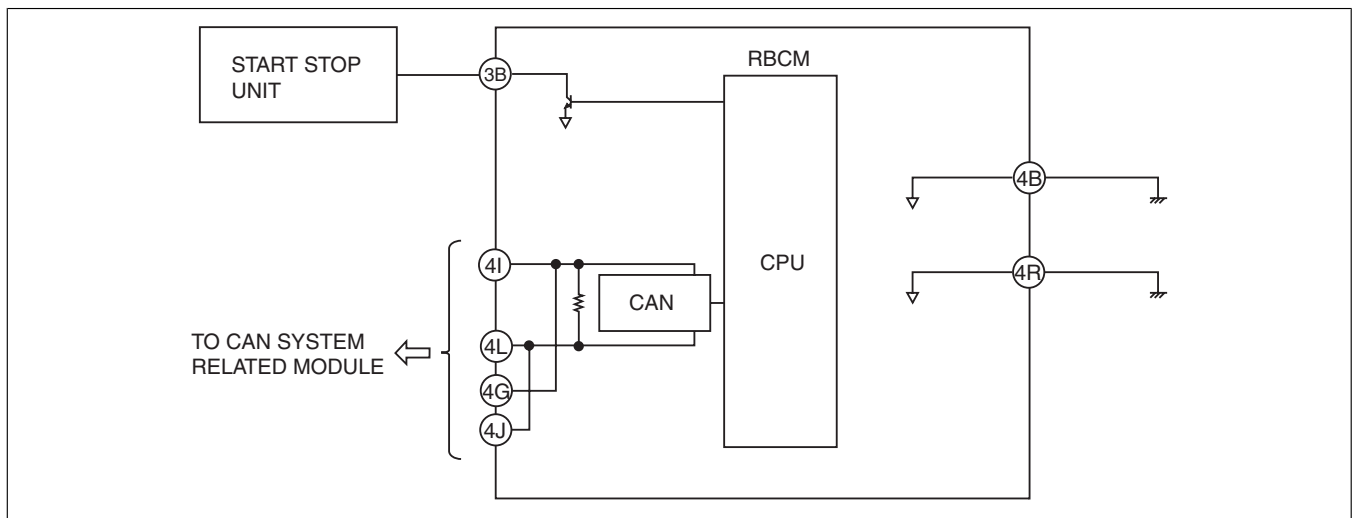 START STOP
UNIT
3B
RBCM
4B
4I
CPU
4R
CAN
TO CAN SYSTEM
RELATED MODULE
4L
4G
4J